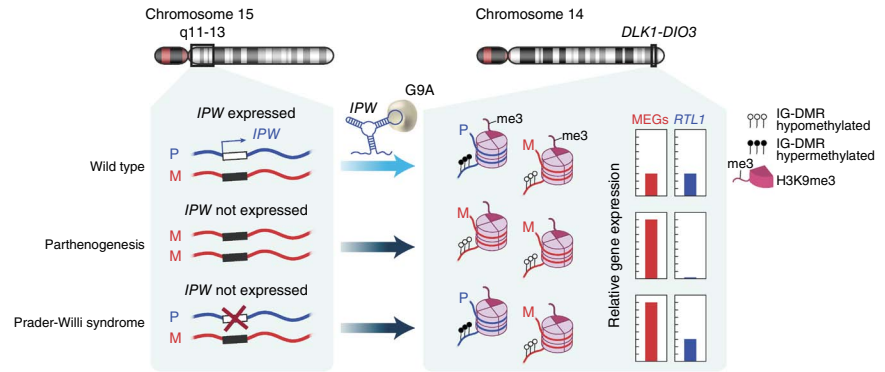 Chromosome 15
q11-13
Chromosome 14
DLK1-DIO3
IPW expressed
IPW
G9A
IPW
P
M
Wild type
me3
P
me3
M
MEGs
RTL1
IG-DMR
hypomethylated
IG-DMR
hypermethylated
me3
H3K9me3
IPW not expressed
M
M
Parthenogenesis
M
M
Relative gene expression
IPW not expressed
P
M
Prader-Willi syndrome
P
M